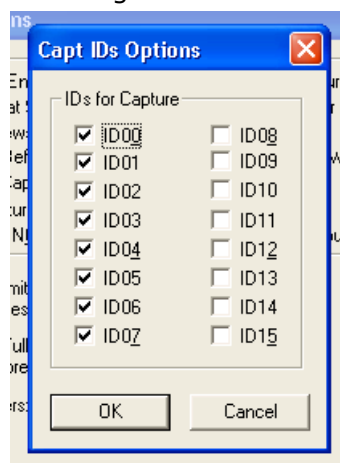 ns
Capt IDs Options
IDs for Capture
ID00 ID08
ID01 ID09
ID02 ID10
ID03 ID11
ID04 ID12
ID05 ID13
ID06 ID14
ID07 ID15
OK Cancel